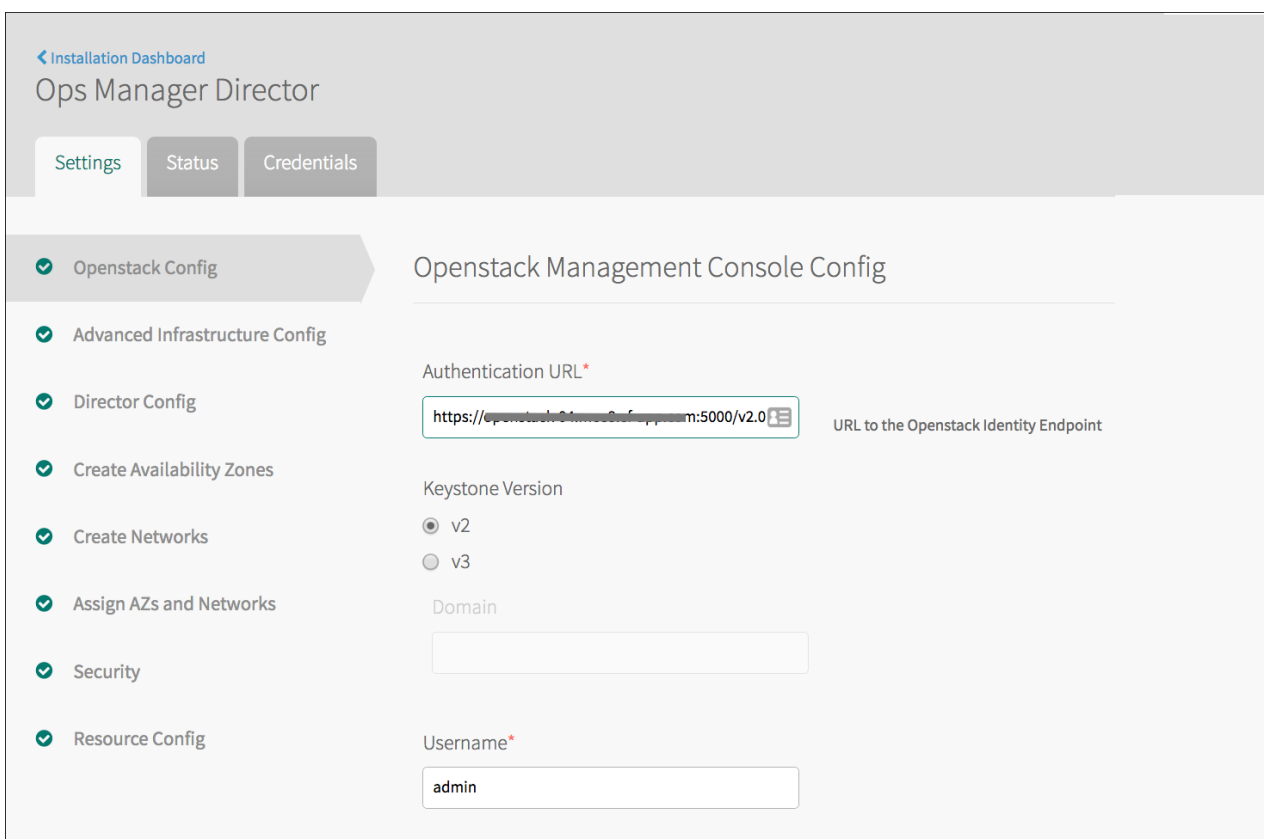 Installation Dashboard
Ops Manager Director
Settings
Status
Credentials
Openstack Config
Advanced Infrastructure Config
Director Config
Create Availability Zones
Create Networks
Assign AZs and Networks
Security
Resource Config
Openstack Management Console Config
Authentication URL*
https:// m:5000/v2.0
URL to the Openstack Identity Endpoint
Keystone Version
v2
v3
Domain
Username*
admin